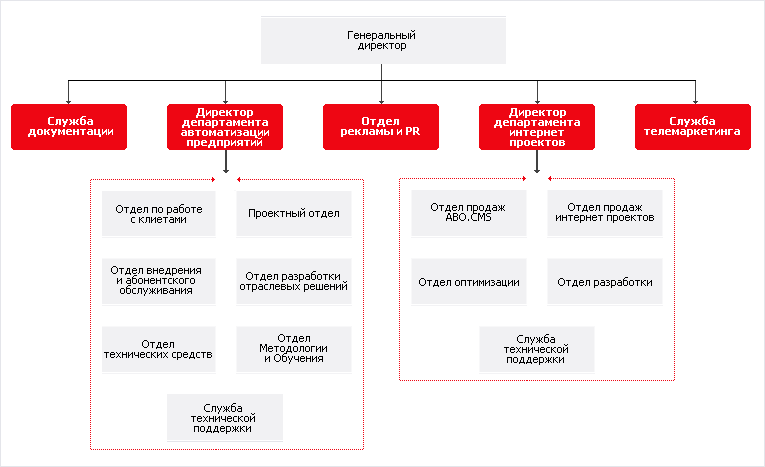 Генеральный
директор
Служба
документации
Директор
департамента
автоматизации
предприятий
Отдел
рекламы и PR
Директор
департамента
интернет
проектов
Служба
телемаркетинга
Отдел по работе
с клиетами
Проектный отдел
Отдел внедрения
и абонентского
обслуживания
Отдел разработки
отраслевых решений
Отдел
технических средств
Отдел
Методологии
и Обучения
Служба
технической
поддержки
Отдел продаж
ABO.CMS
Отдел продаж
интернет проектов
Отдел оптимизации
Отдел разработки
Служба
технической
поддержки